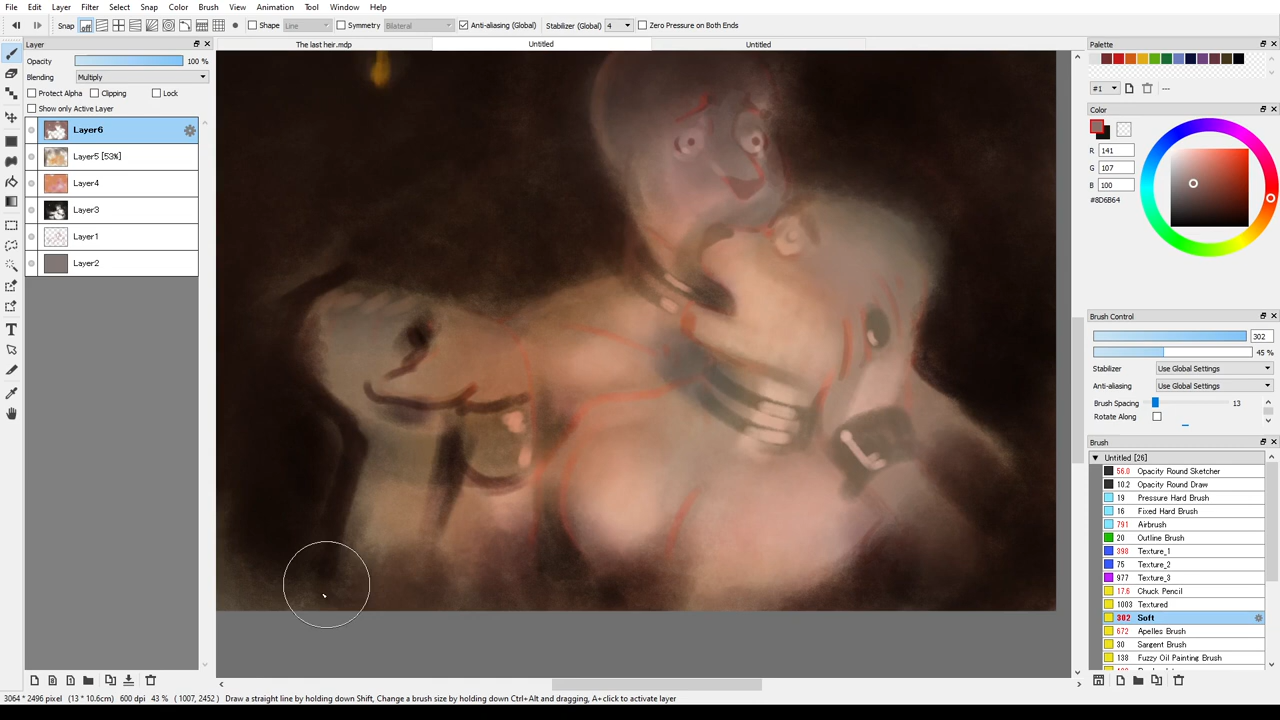 File Edit Layer Filter Select Snap Color Brush Ruler Animation Tool Window Help
Snap off Shape Line Symmetry Bilateral Anti-aliasing (Global) Stabilizer (Global) 4 Zero Pressure on Both Ends
Layer
The last heir.mdp
Untitled
Untitled
Opacity 100 %
Blending Multiply
Protect Alpha Clipping Lock
Show only Active Layer
Layer6
Layer5 [53%]
Layer4
Layer3
Layer1
Layer2
Palette
#1
---
Color
R 141
G 107
B 100
#8D6B64
Brush Control
302
45 %
Stabilizer Use Global Settings
Anti-aliasing Use Global Settings
Brush Spacing 13
Rotate Along
Brush
Untitled [26]
56.0 Opacity Round Sketcher
10.2 Opacity Round Draw
19 Pressure Hard Brush
16 Fixed Hard Brush
791 Airbrush
20 Outline Brush
398 Texture_1
75 Texture_2
977 Texture_3
17.6 Chuck Pencil
1003 Textured
302 Soft
672 Apelles Brush
30 Sargent Brush
138 Fuzzy Oil Painting Brush
3064 * 2496 pixel (13 * 10.6cm) 600 dpi 43 % ( 1007, 2452 ) Draw a straight line by holding down Shift, Change a brush size by holding down Ctrl+Alt and dragging, A+click to activate layer